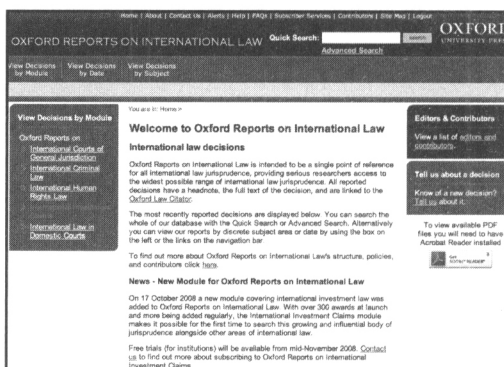 Home | About | Contact Us | Alerts | Help | FAQs | Subscriber Services | Contributors | Site Map | Logout
OXFORD REPORTS ON INTERNATIONAL LAW
Quick Search:
search
OXFORD
UNIVERSITY PRESS
Advanced Search
View Decisions by Module
View Decisions by Date
View Decisions by Subject
You are in: Home >
View Decisions by Module
Oxford Reports on
International Courts of
General Jurisdiction
International Criminal
Law
International Human
Rights Law
International Law in
Domestic Courts
Welcome to Oxford Reports on International Law
International law decisions
Oxford Reports on International Law is intended to be a single point of reference
for all international law jurisprudence, providing serious researchers access to
the widest possible range of international law jurisprudence. All reported
decisions have a headnote, the full text of the decision, and are linked to the
Oxford Law Citator.
The most recently reported decisions are displayed below. You can search the
whole of our database with the Quick Search or Advanced Search. Alternatively
you can view our reports by discrete subject area or date by using the box on
the left or the links on the navigation bar.
To find out more about Oxford Reports on International Law's structure, policies,
and contributors click here.
News - New Module for Oxford Reports on International Law
On 17 October 2008 a new module covering international investment law was
added to Oxford Reports on International Law. With over 300 awards at launch
and more being added regularly, the International Investment Claims module
makes it possible for the first time to search this growing and influential body of
jurisprudence alongside other areas of international law.
Free trials (for institutions) will be available from mid-November 2008. Contact
us to find out more about subscribing to Oxford Reports on International
Investment Claims.
Editors & Contributors
View a list of editors and
contributors.
Tell us about a decision
Know of a new decision?
Tell us about it.
To view available PDF
files you will need to have
Acrobat Reader installed